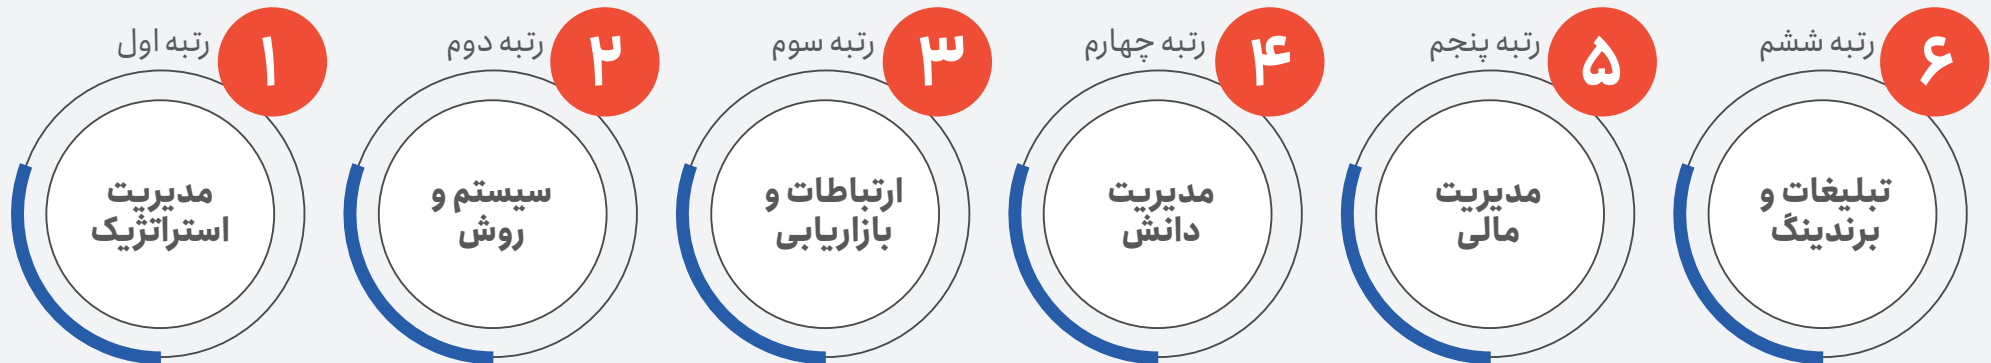 رتبه اول
۱
مدیریت
استراتژیک
رتبه دوم
۲
سیستم و
روش
رتبه سوم
۳
ارتباطات و
بازاریابی
رتبه چهارم
۴
مدیریت
دانش
رتبه پنجم
۵
مدیریت
مالی
رتبه ششم
۶
تبلیغات و
برندینگ